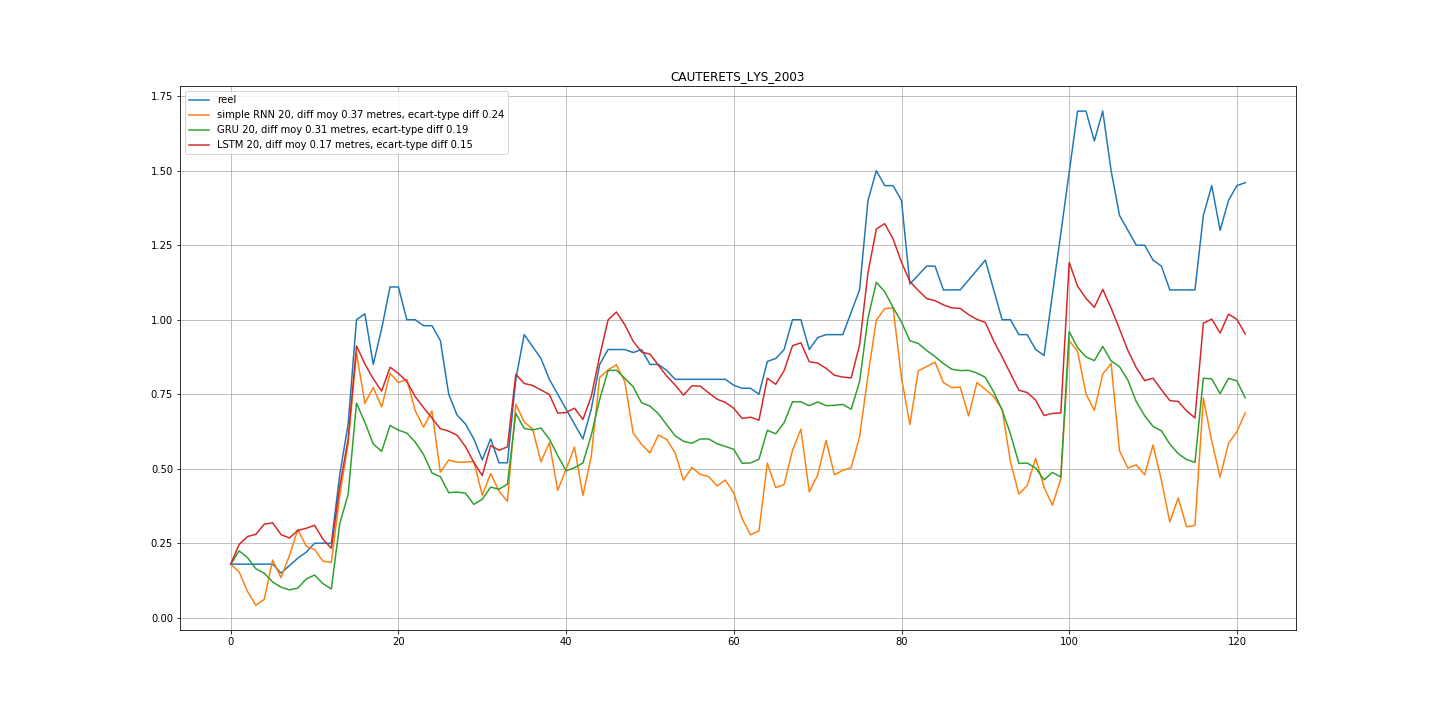 CAUTERETS_LYS_2003
reel
simple RNN 20, diff moy 0.37 metres, ecart-type diff 0.24
GRU 20, diff moy 0.31 metres, ecart-type diff 0.19
LSTM 20, diff moy 0.17 metres, ecart-type diff 0.15
1.75
1.50
1.25
1.00
0.75
0.50
0.25
0.00
0 20 40 60 80 100 120